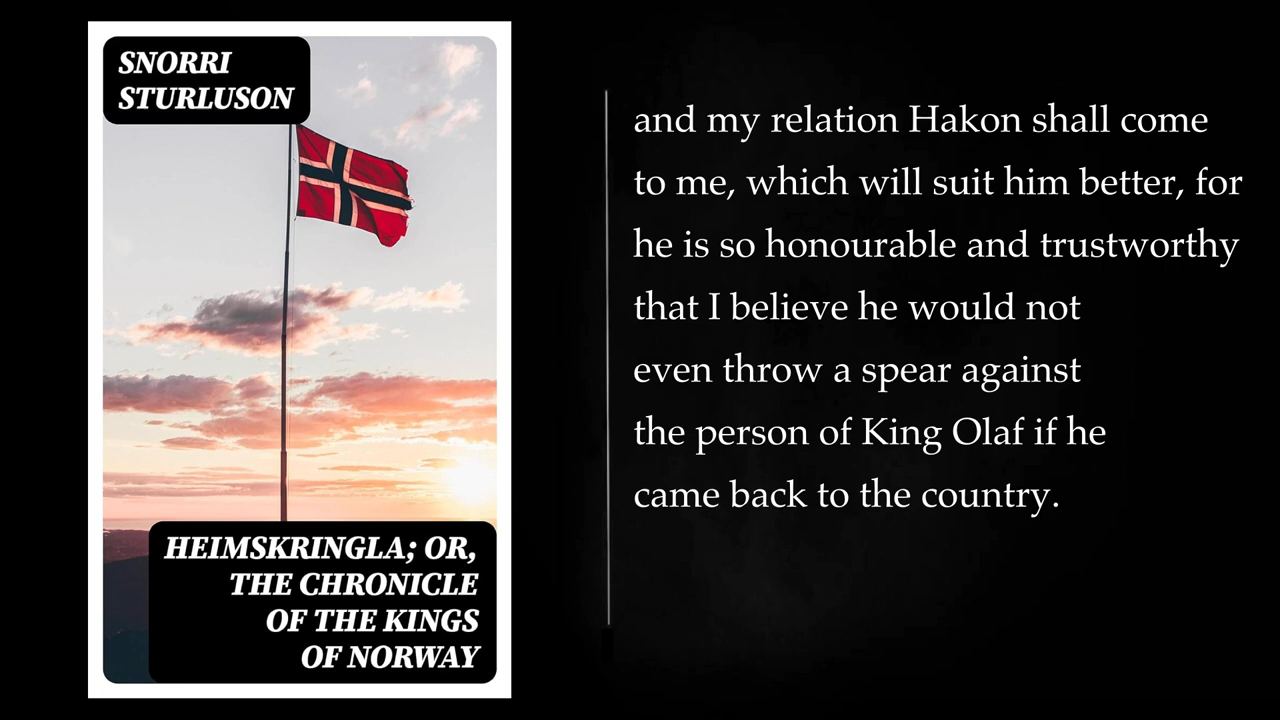 SNORRI
STURLUSON
HEIMSKRINGLA; OR,
THE CHRONICLE
OF THE KINGS
OF NORWAY
and my relation Hakon shall come
to me, which will suit him better, for
he is so honourable and trustworthy
that I believe he would not
even throw a spear against
the person of King Olaf if he
came back to the country.